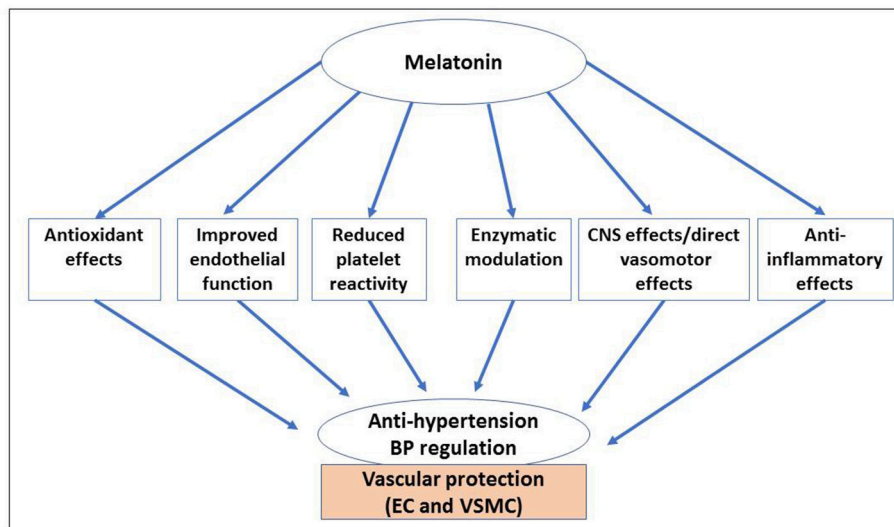 Melatonin
Antioxidant
effects
Improved
endothelial
function
Reduced
platelet
reactivity
Enzymatic
modulation
CNS effects/direct
vasomotor
effects
Anti-
inflammatory
effects
Anti-hypertension
BP regulation
Vascular protection
(EC and VSMC)